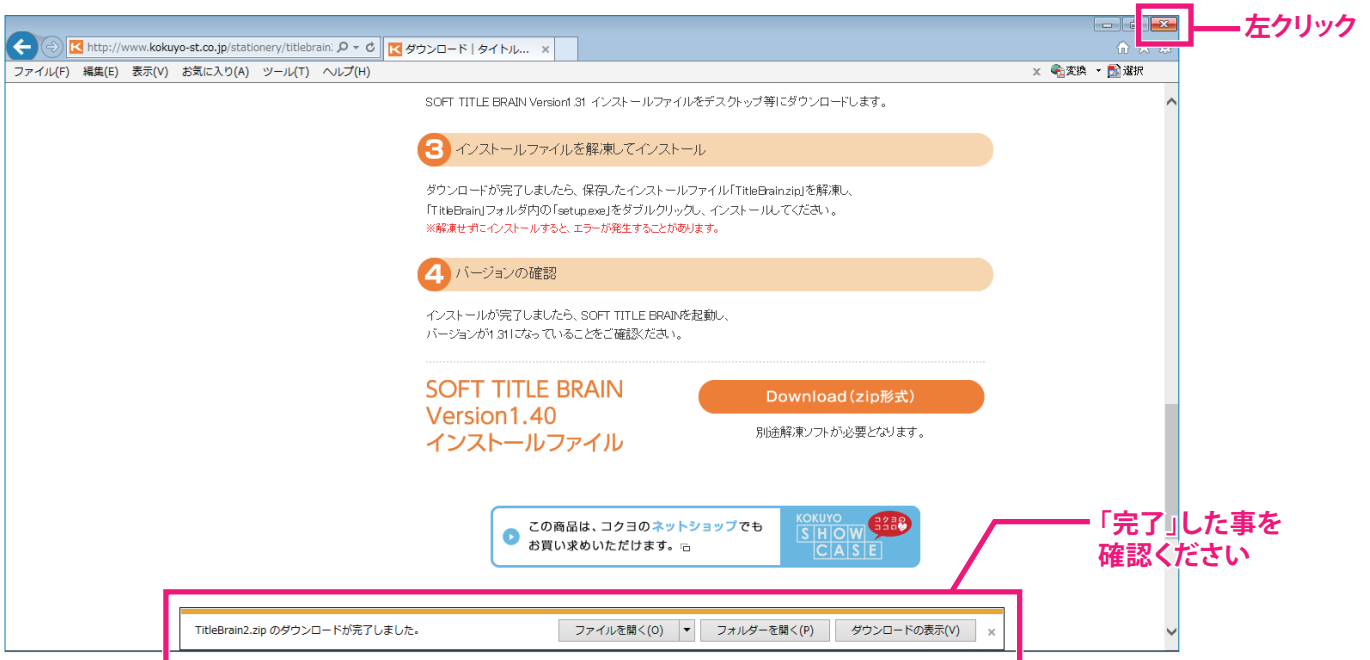 左クリック
http://www.kokuyo-st.co.jp/stationery/titlebrain.
ダウンロード | タイトル...
ファイル(F) 編集(E) 表示(V) お気に入り(A) ツール(T) ヘルプ(H)
x 変換 選択
SOFT TITLE BRAIN Version1.31 インストールファイルをデスクトップ等にダウンロードします。
3 インストールファイルを解凍してインストール
ダウンロードが完了しましたら、保存したインストールファイル「TitleBrain.zip」を解凍し、
「TitleBrain」フォルダ内の「setup.exe」をダブルクリックし、インストールしてください。
※解凍せずにインストールすると、エラーが発生することがあります。
4 バージョンの確認
インストールが完了しましたら、SOFT TITLE BRAINを起動し、
バージョンが1.31になっていることをご確認ください。
SOFT TITLE BRAIN
Version1.40
インストールファイル
Download(zip形式)
別途解凍ソフトが必要となります。
この商品は、コクヨのネットショップでも
お買い求めいただけます。
KOKUYO
SHOW
CASE
コクヨの
ココロ
「完了」した事を
確認ください
TitleBrain2.zip のダウンロードが完了しました。
ファイルを開く(O) フォルダーを開く(P) ダウンロードの表示(V) x